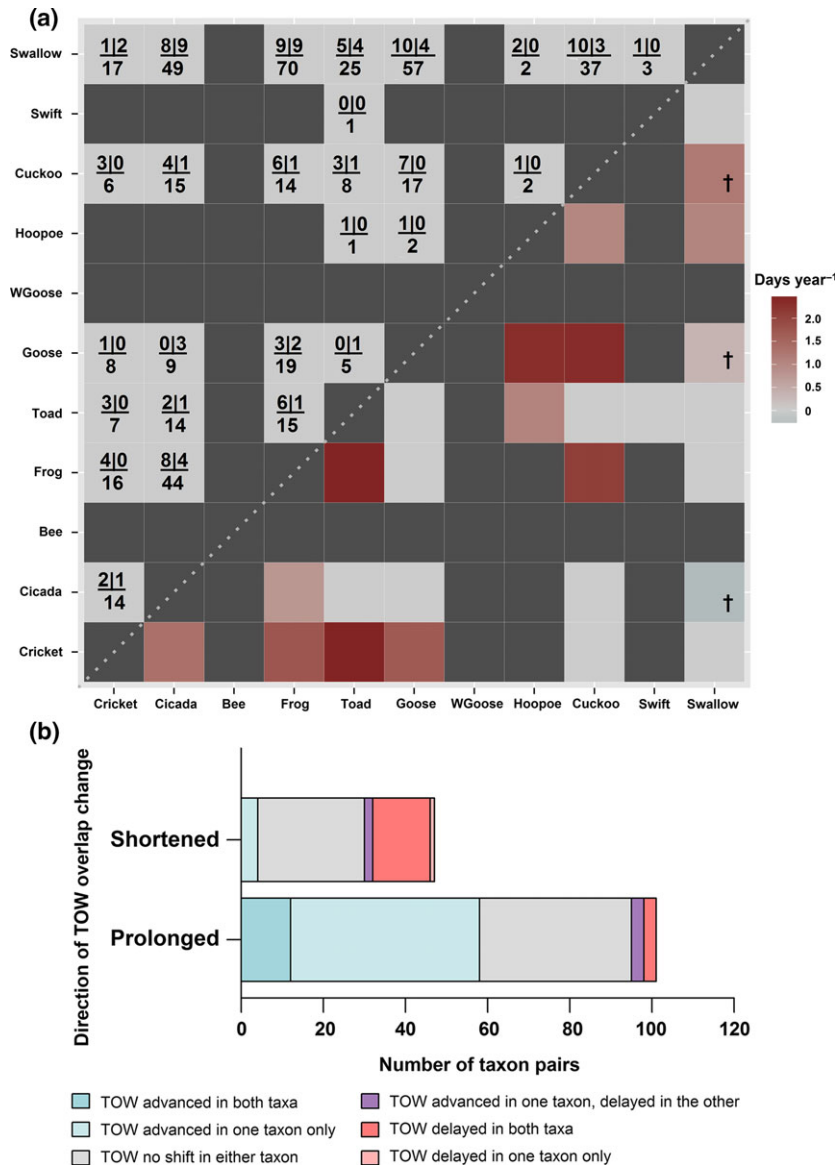 (a)
Swallow 1|2 8|9 9|9 5|4 10|4 2|0 10|3 1|0
17 49 70 25 57 2 37 3
Swift 0|0
1
Cuckoo 3|0 4|1 6|1 3|1 7|0 1|0 †
6 15 14 8 17 2
Hoopoe 1|0 1|0
1 2
WGoose
Goose 1|0 0|3 3|2 0|1 †
8 9 19 5
Toad 3|0 2|1 6|1
7 14 15
Frog 4|0 8|4
16 44
Bee
Cicada 2|1 †
14
Cricket
Cricket Cicada Bee Frog Toad Goose WGoose Hoopoe Cuckoo Swift Swallow
Days year⁻¹
2.0
1.5
1.0
0.5
0
(b)
Direction of TOW overlap change
Shortened
Prolonged
0 20 40 60 80 100 120
Number of taxon pairs
TOW advanced in both taxa
TOW advanced in one taxon only
TOW no shift in either taxon
TOW advanced in one taxon, delayed in the other
TOW delayed in both taxa
TOW delayed in one taxon only